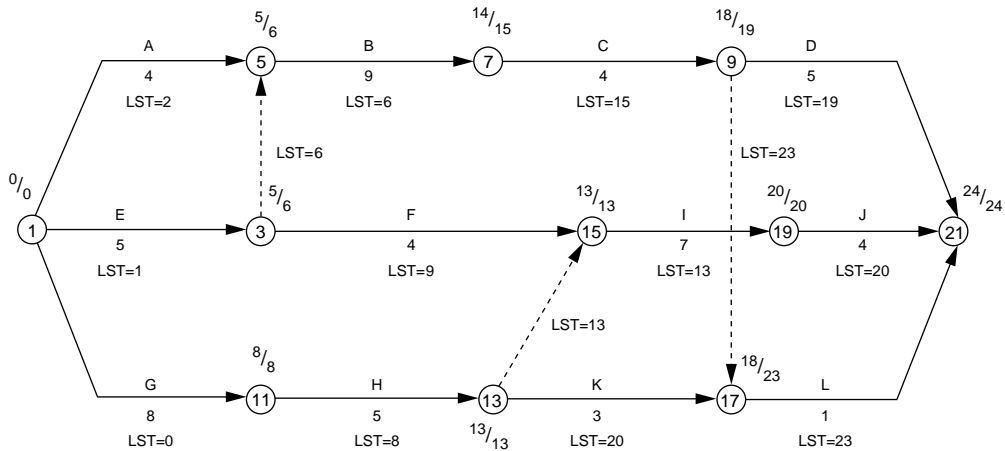 5/6
14/15
18/19
A
B
C
D
5
7
9
4
9
4
5
LST=2
LST=6
LST=15
LST=19
LST=6
LST=23
0/0
5/6
13/13
20/20
24/24
E
F
I
J
1
3
15
19
21
5
4
7
4
LST=1
LST=9
LST=13
LST=20
LST=13
8/8
18/23
G
H
K
L
11
13
17
8
5
13/13
3
1
LST=0
LST=8
LST=20
LST=23